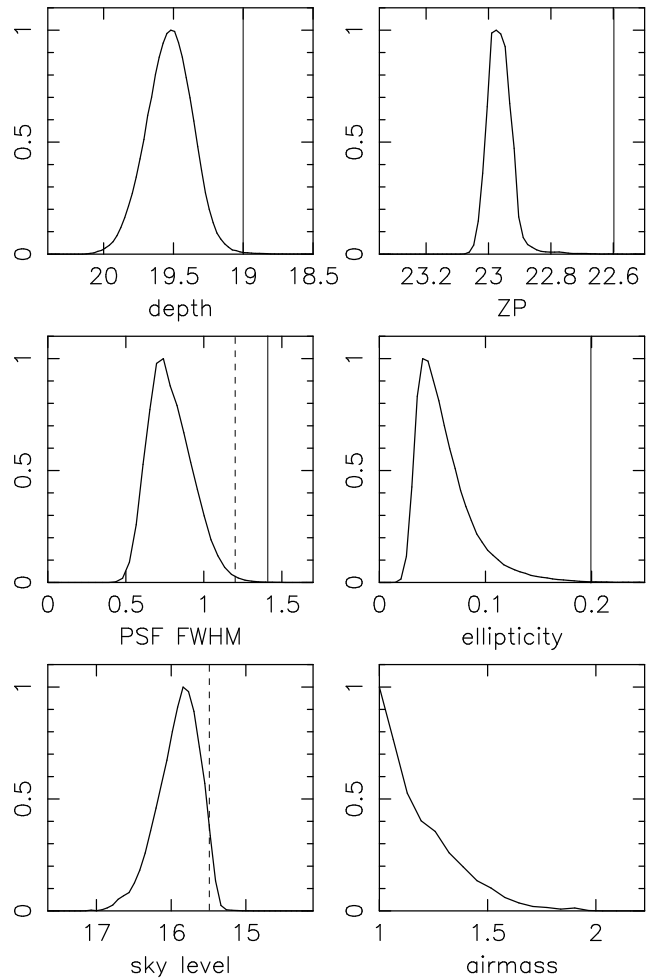 0 0.5 1
20 19.5 19 18.5
depth
0 0.5 1
23.2 23 22.8 22.6
ZP
0 0.5 1
0 0.5 1 1.5
PSF FWHM
0 0.5 1
0 0.1 0.2
ellipticity
0 0.5 1
17 16 15
sky level
0 0.5 1
1 1.5 2
airmass